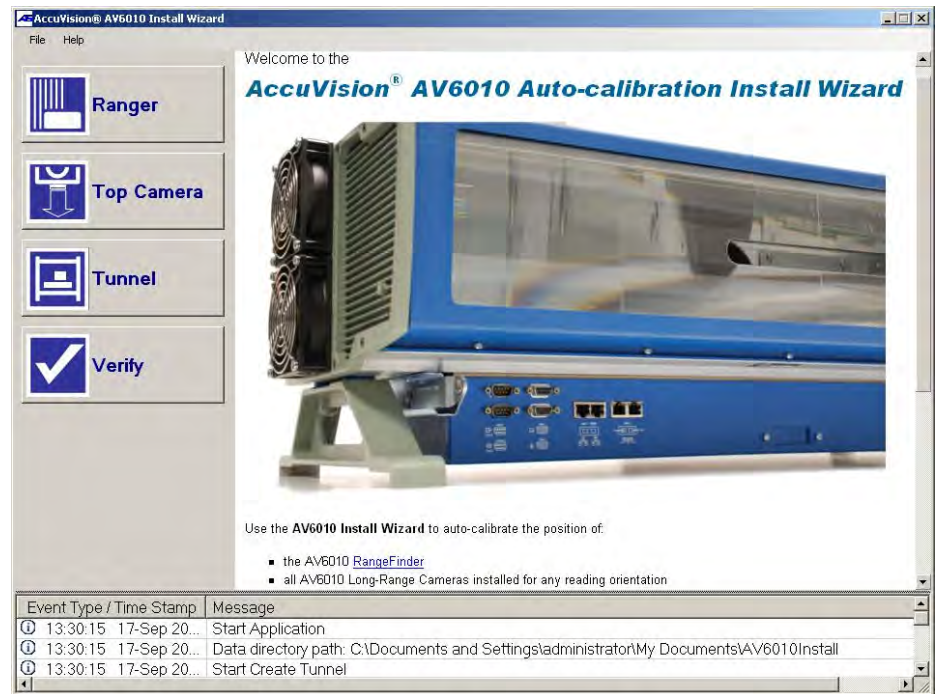 AccuVision® AV6010 Install Wizard
File Help
Ranger
Top Camera
Tunnel
Verify
Welcome to the
AccuVision® AV6010 Auto-calibration Install Wizard
Use the AV6010 Install Wizard to auto-calibrate the position of:
▪ the AV6010 RangeFinder
▪ all AV6010 Long-Range Cameras installed for any reading orientation
Event Type / Time Stamp Message
13:30:15 17-Sep 20... Start Application
13:30:15 17-Sep 20... Data directory path: C:\Documents and Settings\administrator\My Documents\AV6010Install
13:30:15 17-Sep 20... Start Create Tunnel